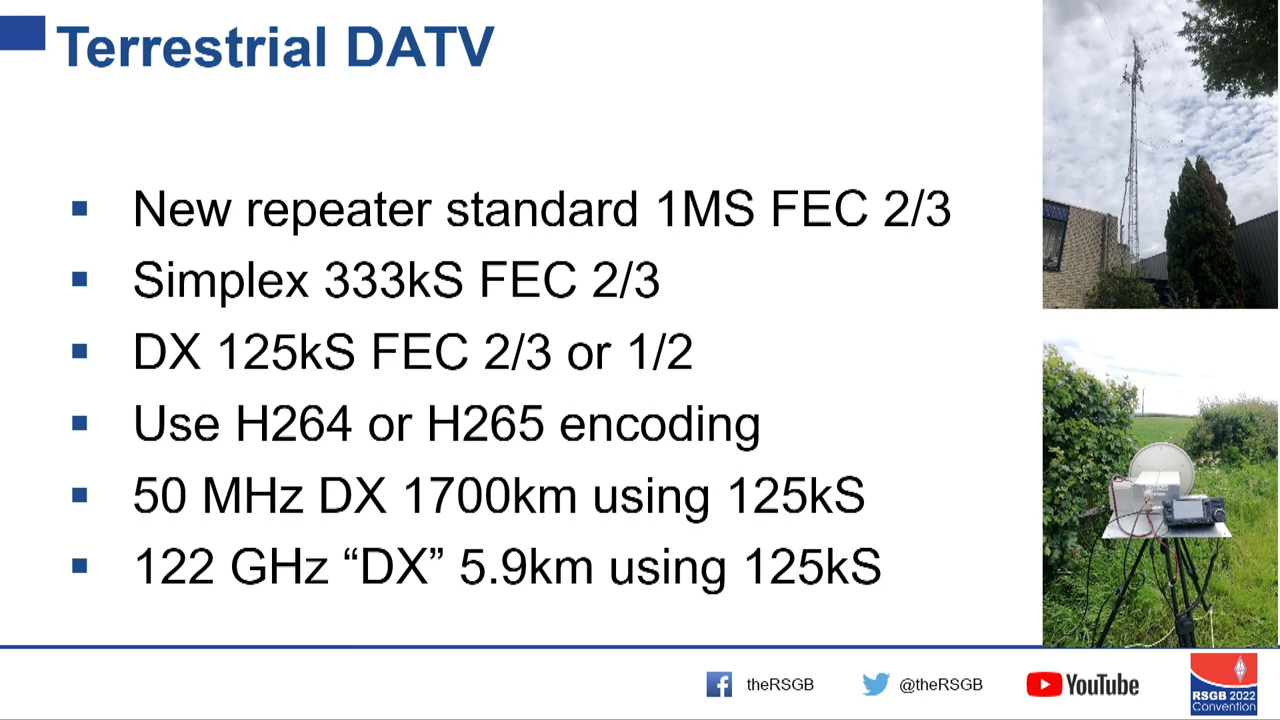 Terrestrial DATV
New repeater standard 1MS FEC 2/3
Simplex 333kS FEC 2/3
DX 125kS FEC 2/3 or 1/2
Use H264 or H265 encoding
50 MHz DX 1700km using 125kS
122 GHz “DX” 5.9km using 125kS
theRSGB
@theRSGB
YouTube
RSGB 2022
Convention